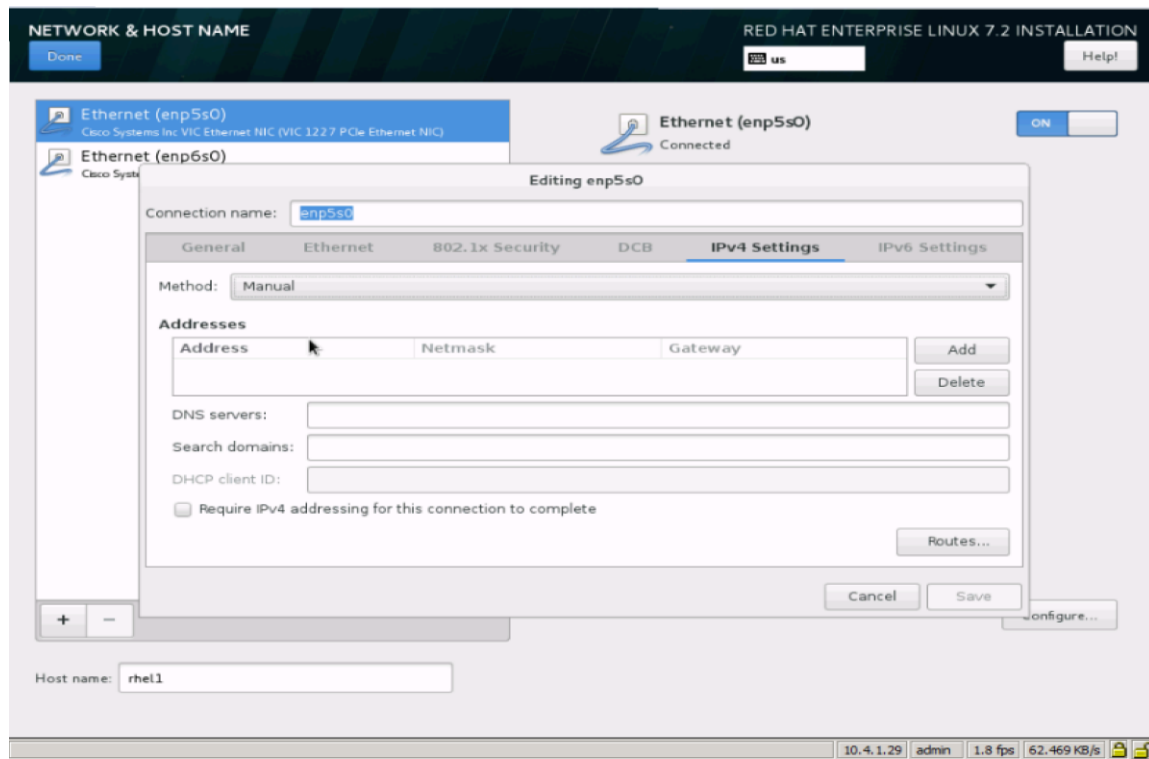 NETWORK & HOST NAME
RED HAT ENTERPRISE LINUX 7.2 INSTALLATION
Done
us
Help!
Ethernet (enp5s0)
Cisco Systems Inc VIC Ethernet NIC (VIC 1227 PCIe Ethernet NIC)
Ethernet (enp5s0)
Connected
ON
Ethernet (enp6s0)
Cisco Syste
Editing enp5s0
Connection name: enp5s0
General Ethernet 802.1x Security DCB IPv4 Settings IPv6 Settings
Method: Manual
Addresses
Address Netmask Gateway
Add
Delete
DNS servers:
Search domains:
DHCP client ID:
Require IPv4 addressing for this connection to complete
Routes...
Cancel Save
+ −
Configure...
Host name: rhel1
10.4.1.29 admin 1.8 fps 62.469 KB/s